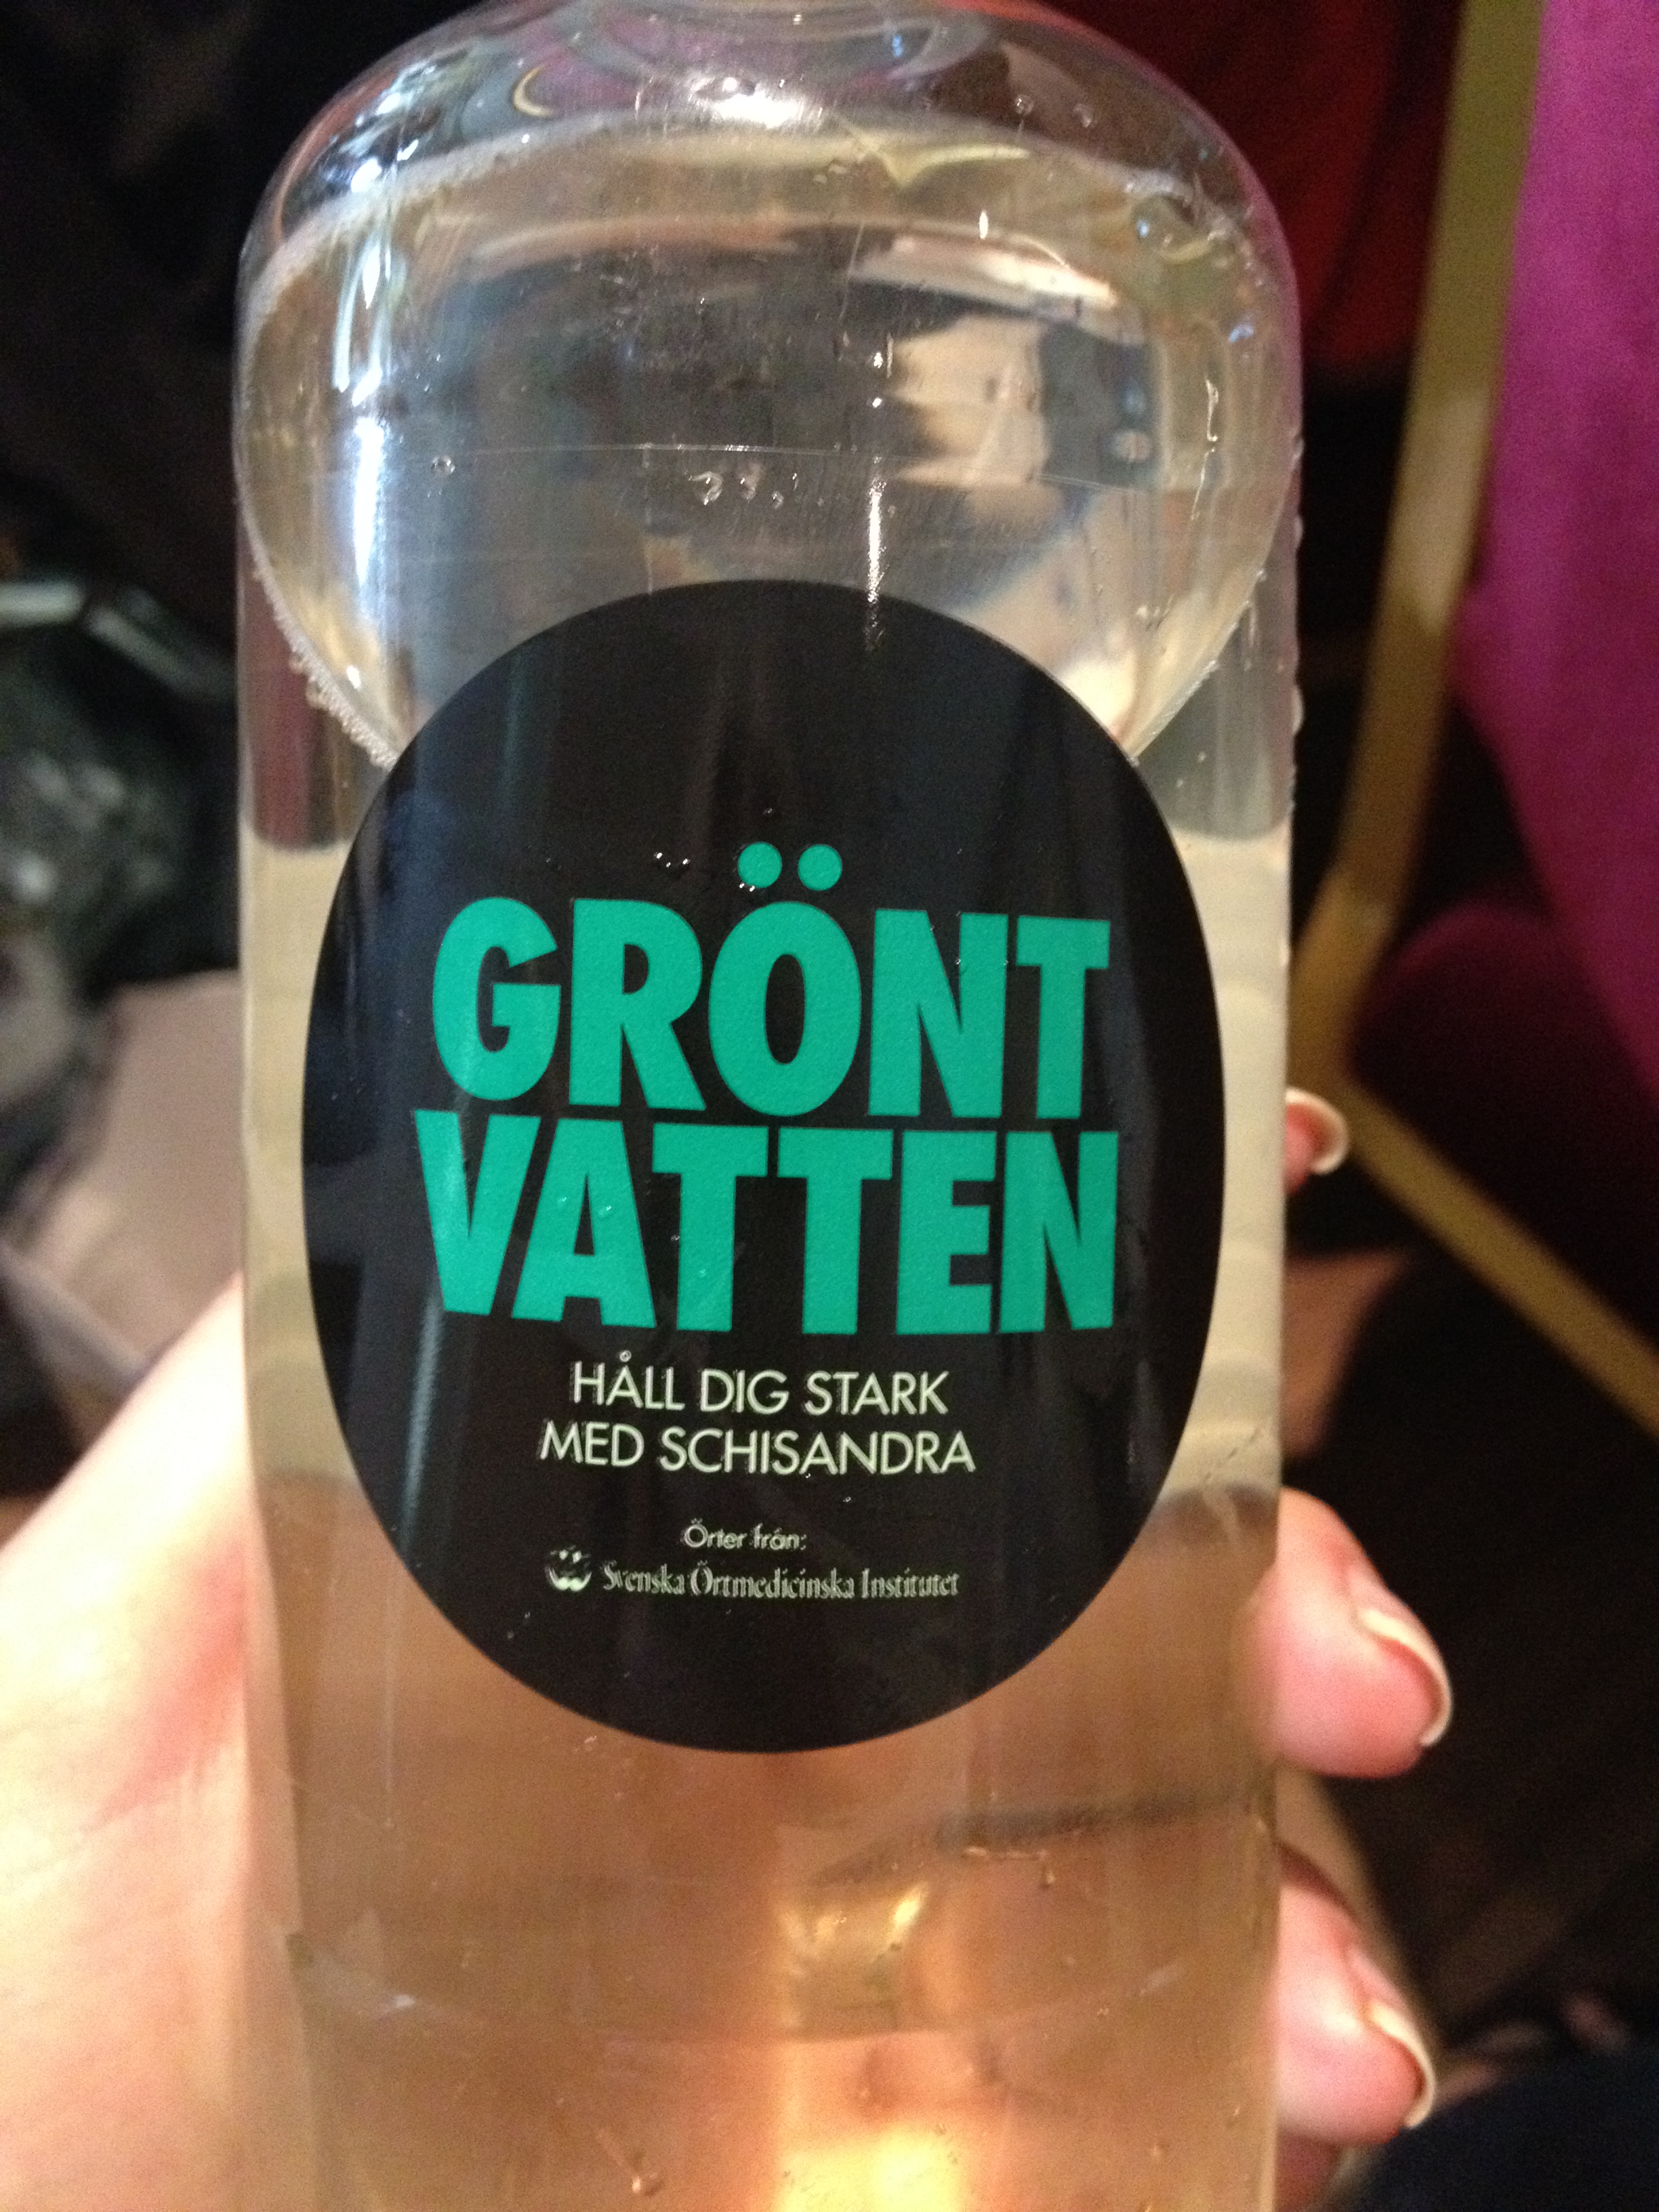 GRÖNT
VATTEN
HÅLL DIG STARK
MED SCHISANDRA
Örter från:
Svenska Örtmedicinska Institutet